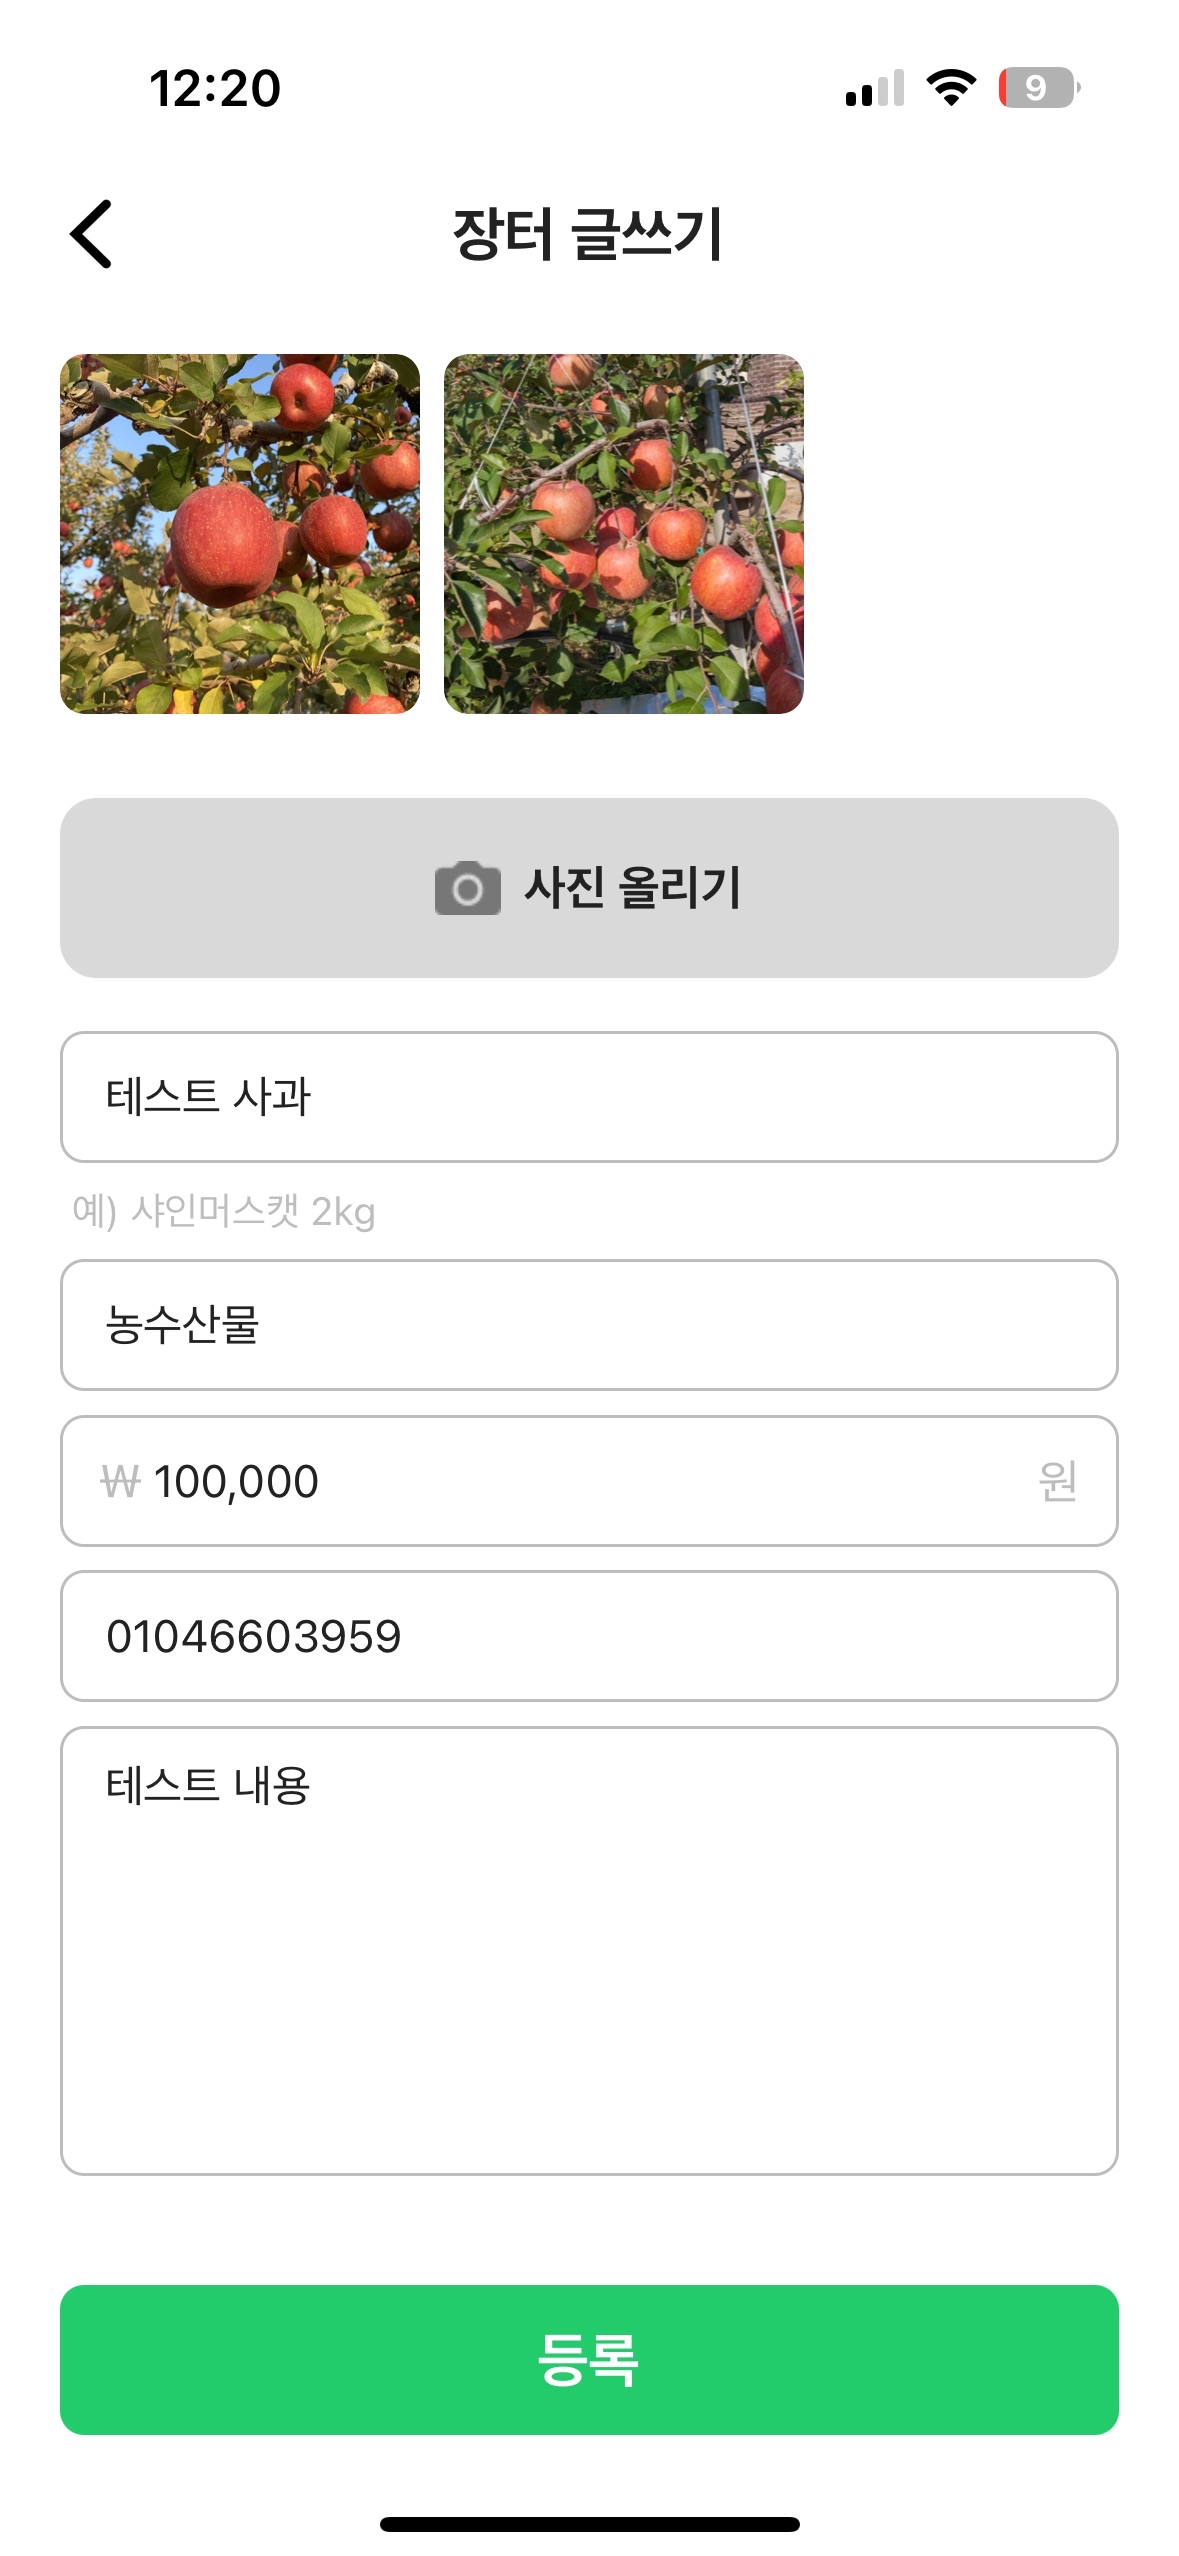 12:20
9
장터 글쓰기
사진 올리기
테스트 사과
예) 샤인머스캣 2kg
농수산물
₩ 100,000 원
01046603959
테스트 내용
등록